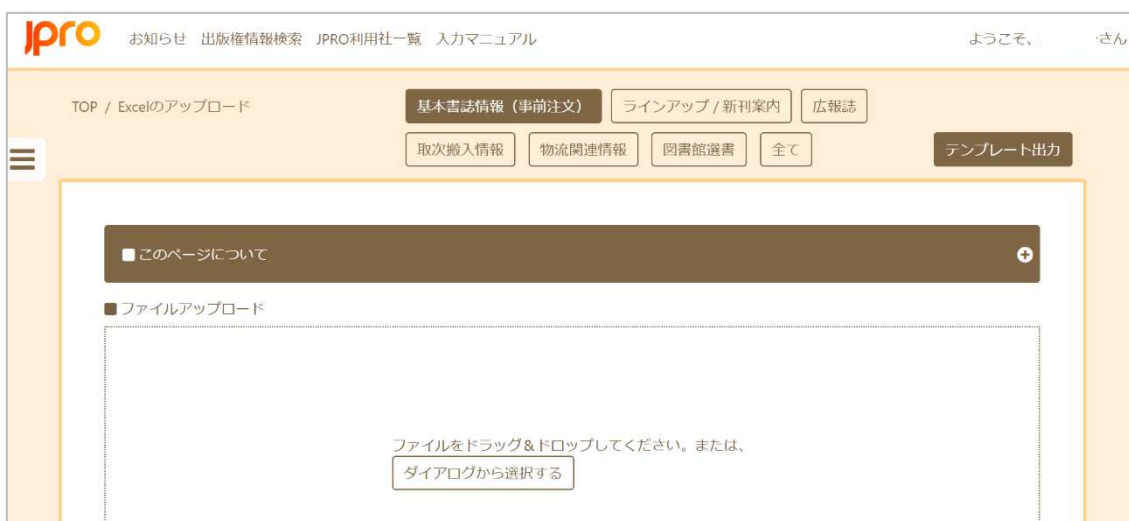 jpro お知らせ 出版権情報検索 JPRO利用社一覧 入力マニュアル ようこそ、 さん
TOP / Excelのアップロード 基本書誌情報（事前注文） ラインアップ / 新刊案内 広報誌
取次搬入情報 物流関連情報 図書館選書 全て テンプレート出力
■このページについて
■ファイルアップロード
ファイルをドラッグ＆ドロップしてください。または、
ダイアログから選択する